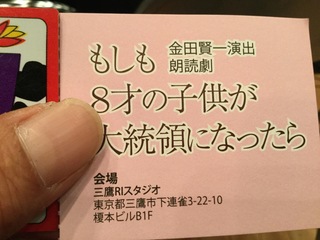 もしも 金田賢一演出
朗読劇
8才の子供が
大統領になったら
会場
三鷹RIスタジオ
東京都三鷹市下連雀3-22-10
榎本ビルB1F